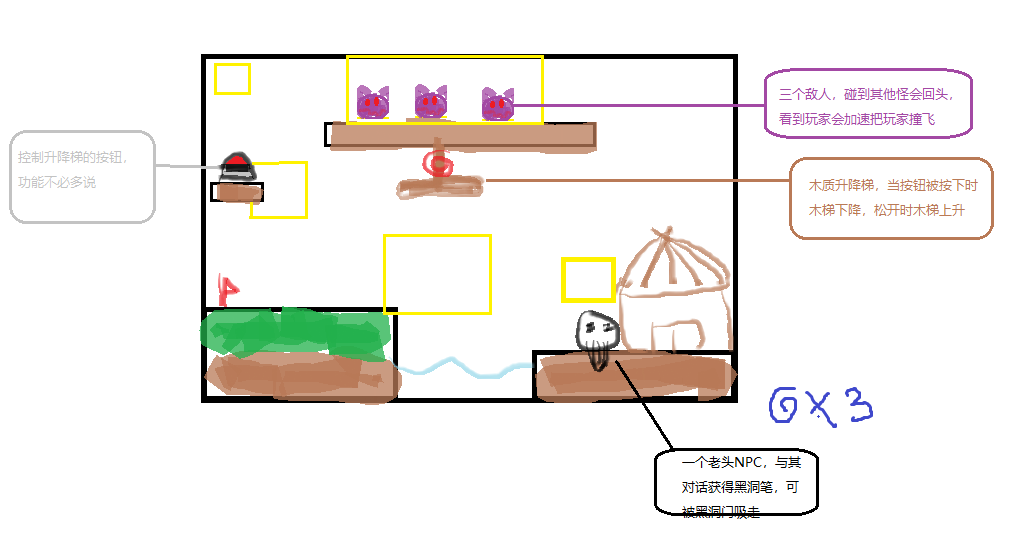 三个敌人，碰到其他怪会回头，
看到玩家会加速把玩家撞飞
控制升降梯的按钮，
功能不必多说
木质升降梯，当按钮被按下时
木梯下降，松开时木梯上升
一个老头NPC，与其
对话获得黑洞笔，可
被黑洞门吸走